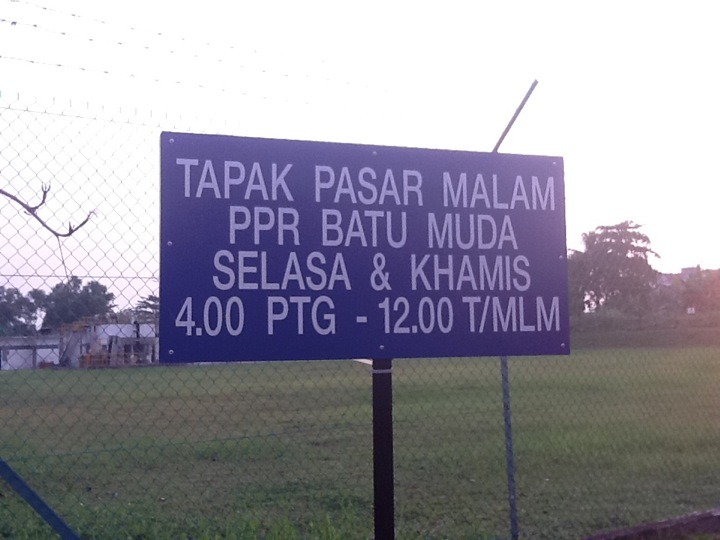 TAPAK PASAR MALAM
PPR BATU MUDA
SELASA & KHAMIS
4.00 PTG - 12.00 T/MLM